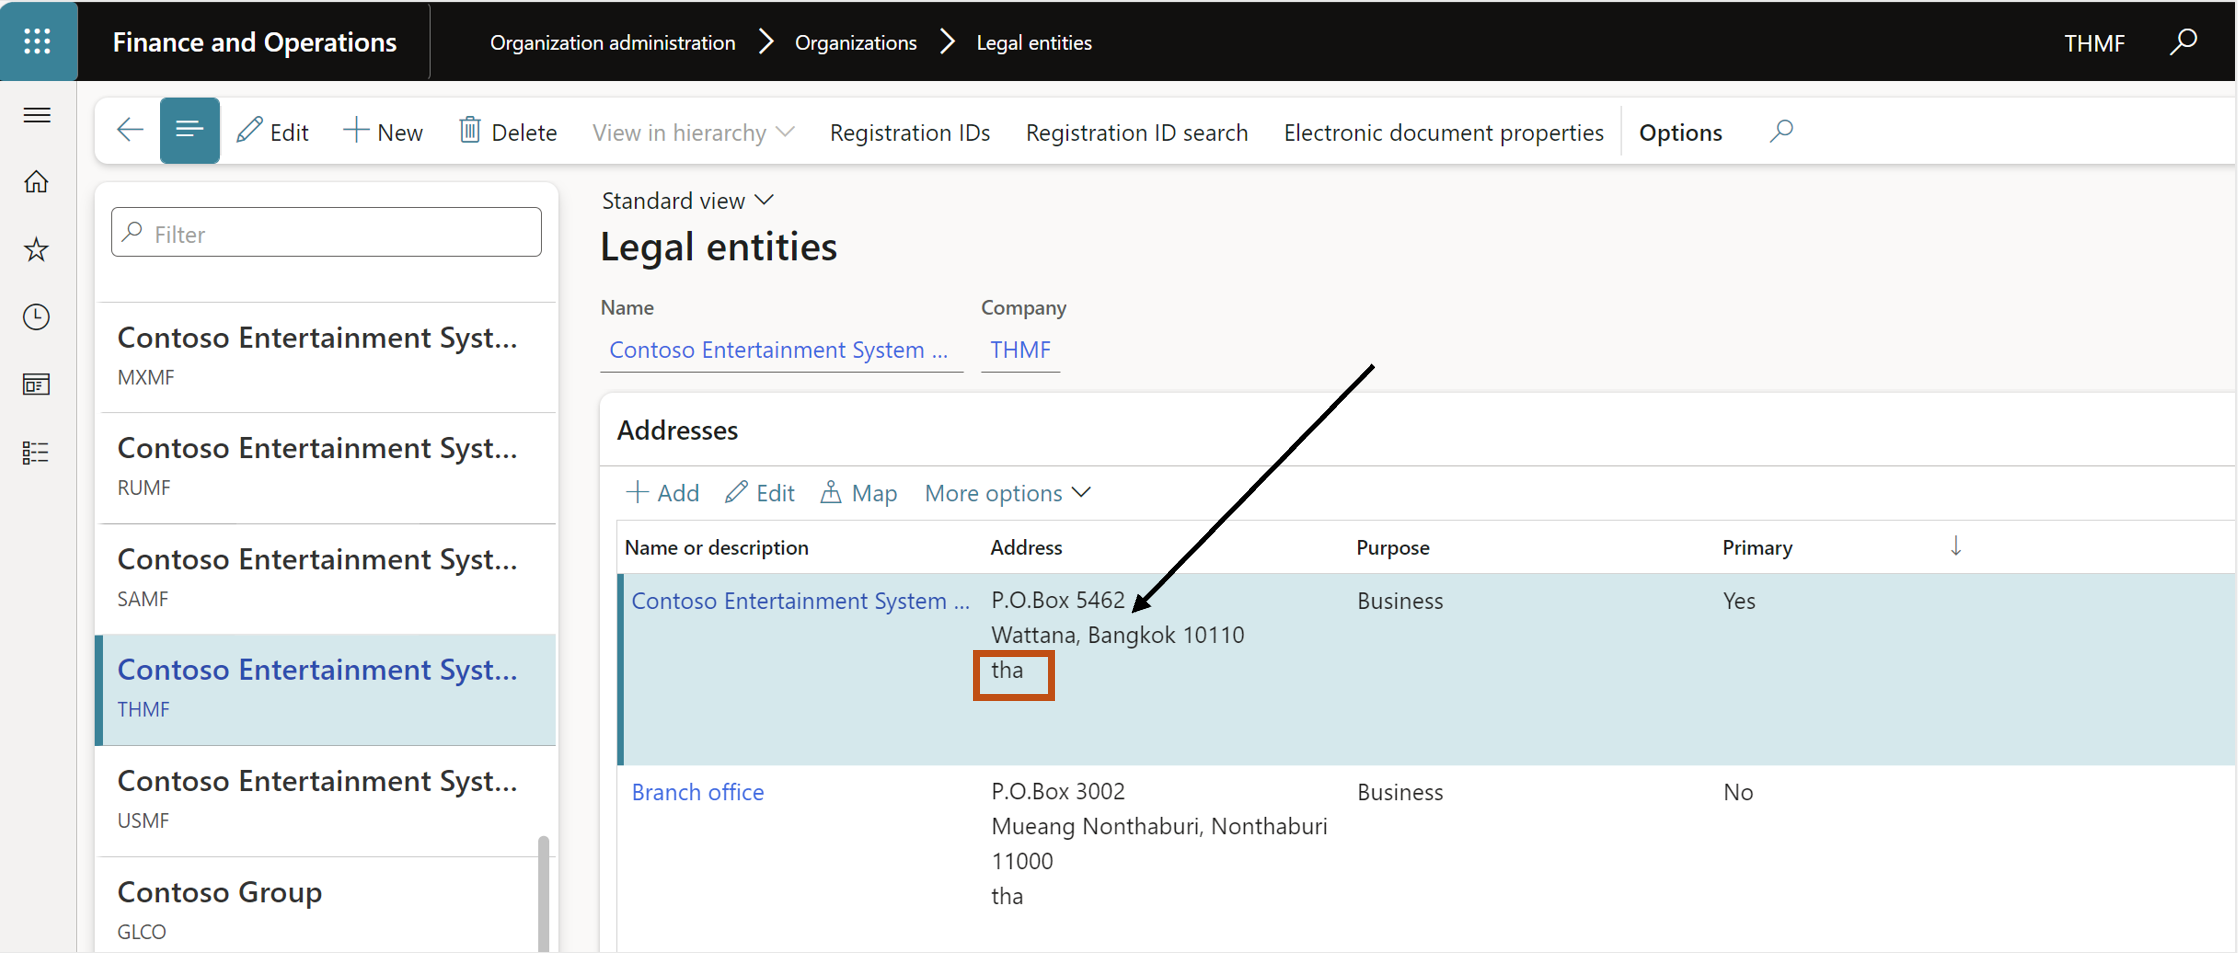 Finance and Operations
Organization administration
Organizations
Legal entities
THMF
Edit
New
Delete
View in hierarchy
Registration IDs
Registration ID search
Electronic document properties
Options
Filter
Contoso Entertainment Syst...
MXMF
Contoso Entertainment Syst...
RUMF
Contoso Entertainment Syst...
SAMF
Contoso Entertainment Syst...
THMF
Contoso Entertainment Syst...
USMF
Contoso Group
GLCO
Standard view
Legal entities
Name
Company
Contoso Entertainment System ...
THMF
Addresses
Add
Edit
Map
More options
Name or description
Address
Purpose
Primary
Contoso Entertainment System ...
P.O.Box 5462
Wattana, Bangkok 10110
tha
Business
Yes
Branch office
P.O.Box 3002
Mueang Nonthaburi, Nonthaburi
11000
tha
Business
No